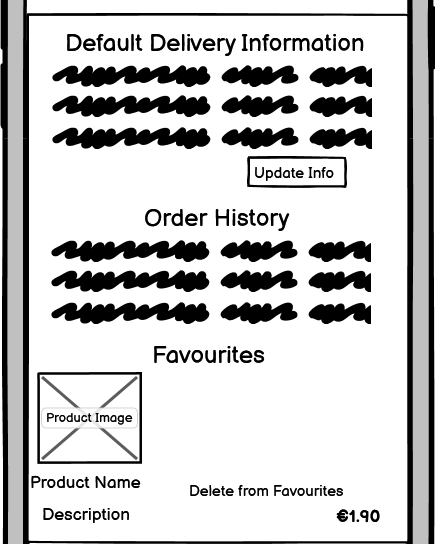 Default Delivery Information
Update Info
Order History
Favourites
Product Image
Product Name
Delete from Favourites
Description
€1.90